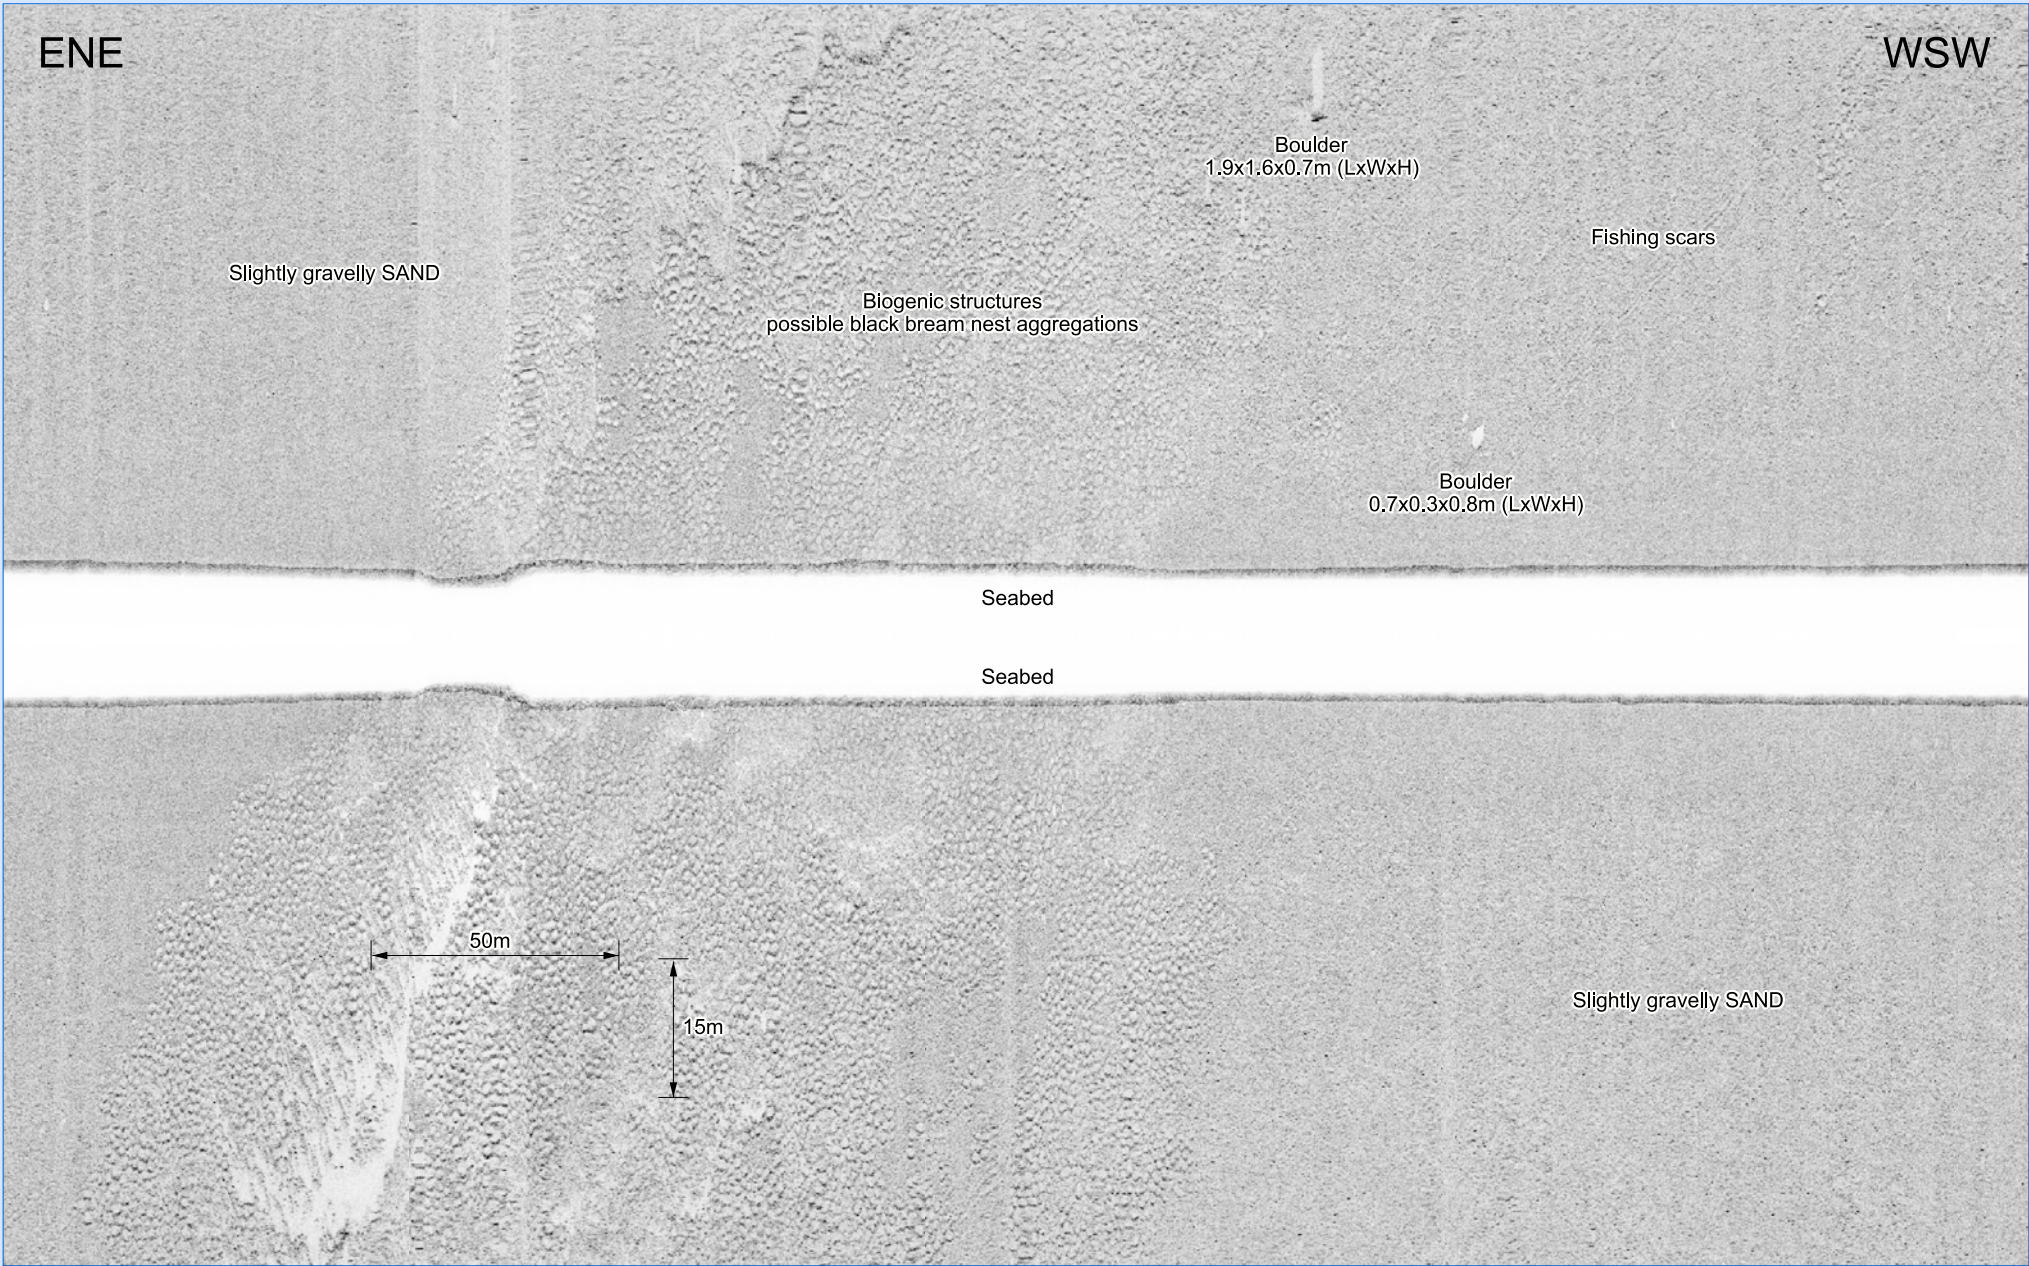 ENE
WSW
Boulder
1.9x1.6x0.7m (LxWxH)
Fishing scars
Slightly gravelly SAND
Biogenic structures
possible black bream nest aggregations
Boulder
0.7x0.3x0.8m (LxWxH)
Seabed
Seabed
50m
15m
Slightly gravelly SAND